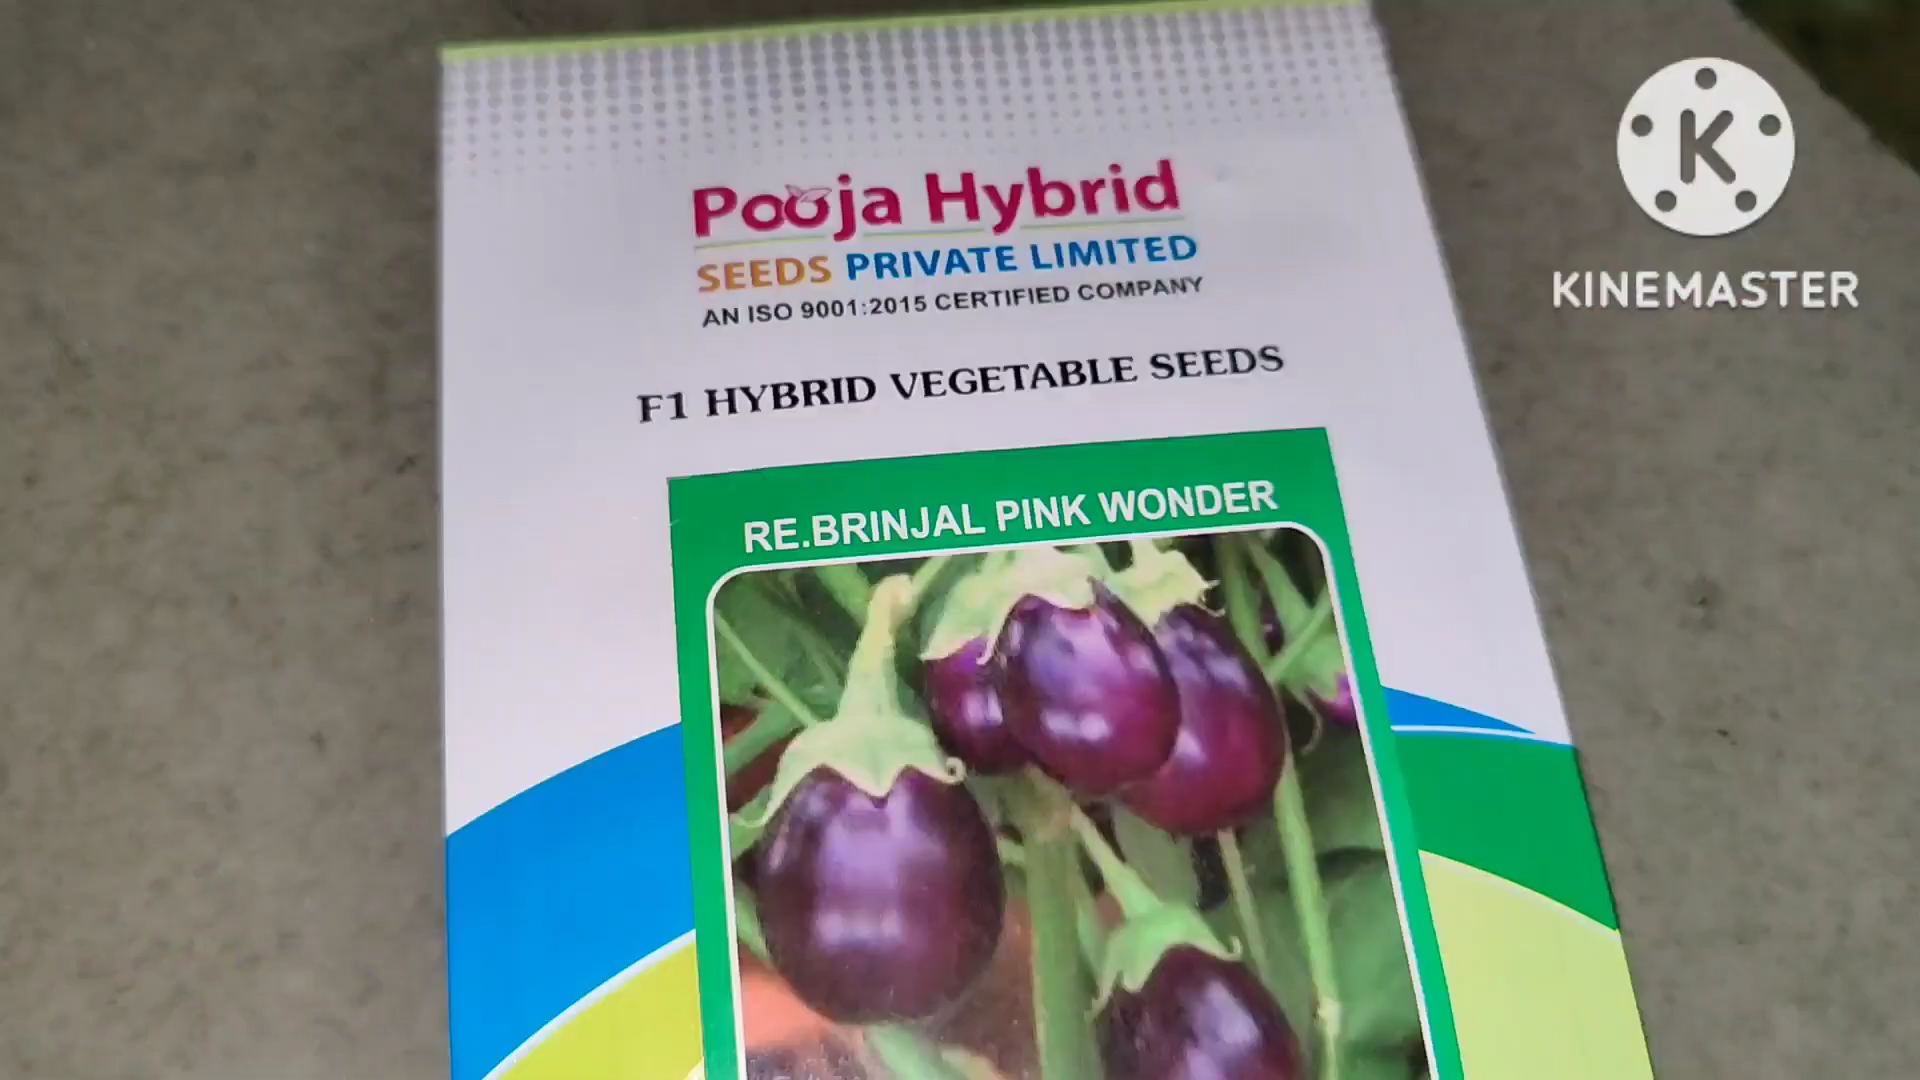 Pooja Hybrid
SEEDS PRIVATE LIMITED
AN ISO 9001:2015 CERTIFIED COMPANY
F1 HYBRID VEGETABLE SEEDS
RE.BRINJAL PINK WONDER
K
KINEMASTER